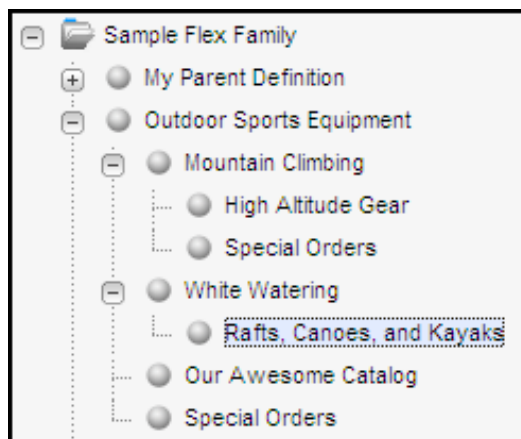 Sample Flex Family
My Parent Definition
Outdoor Sports Equipment
Mountain Climbing
High Altitude Gear
Special Orders
White Watering
Rafts, Canoes, and Kayaks
Our Awesome Catalog
Special Orders